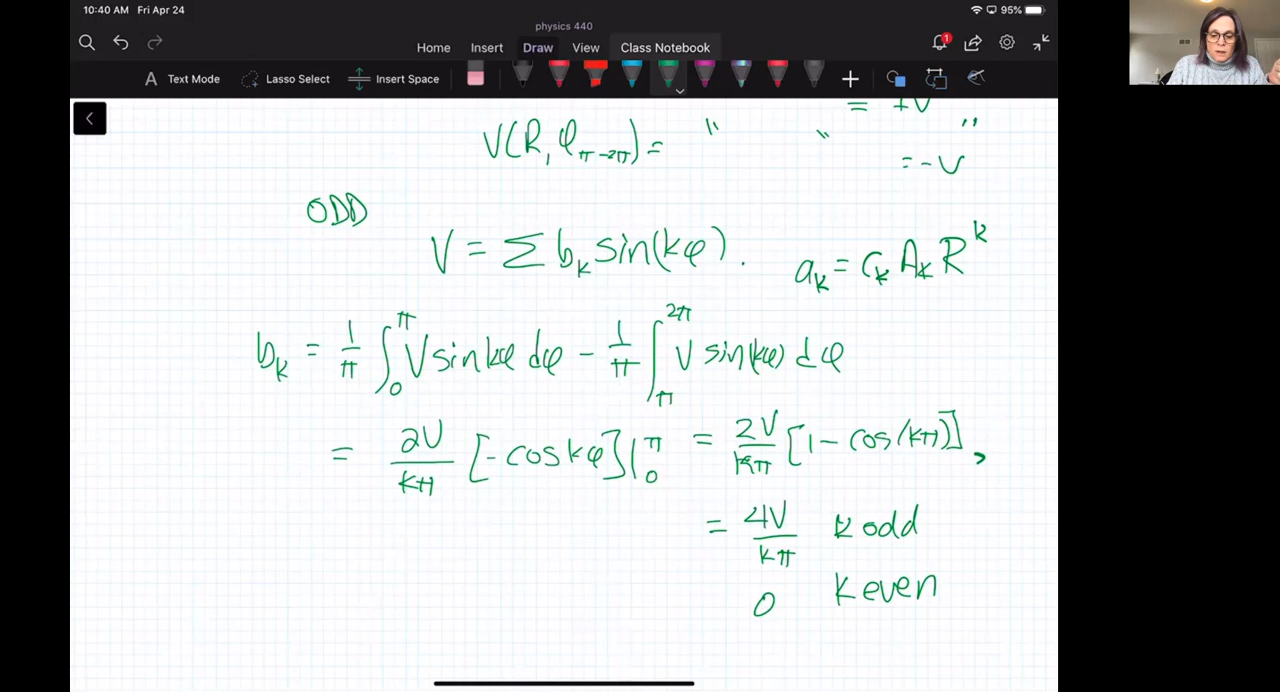 10:40 AM Fri Apr 24
95%
physics 440
Home Insert Draw View Class Notebook
1
Text Mode Lasso Select Insert Space
= +V
V(R, φ_{π-2π}) = " "
= -V
ODD
V = Σ b_k sin(kφ). a_k = C_k A_k R^k
b_k = 1/π ∫_0^π V sin kφ dφ - 1/π ∫_π^{2π} V sin(kφ) dφ
= 2V/kπ [-cos kφ]|_0^π = 2V/kπ [1 - cos(kπ)],
= 4V/kπ k odd
0 k even